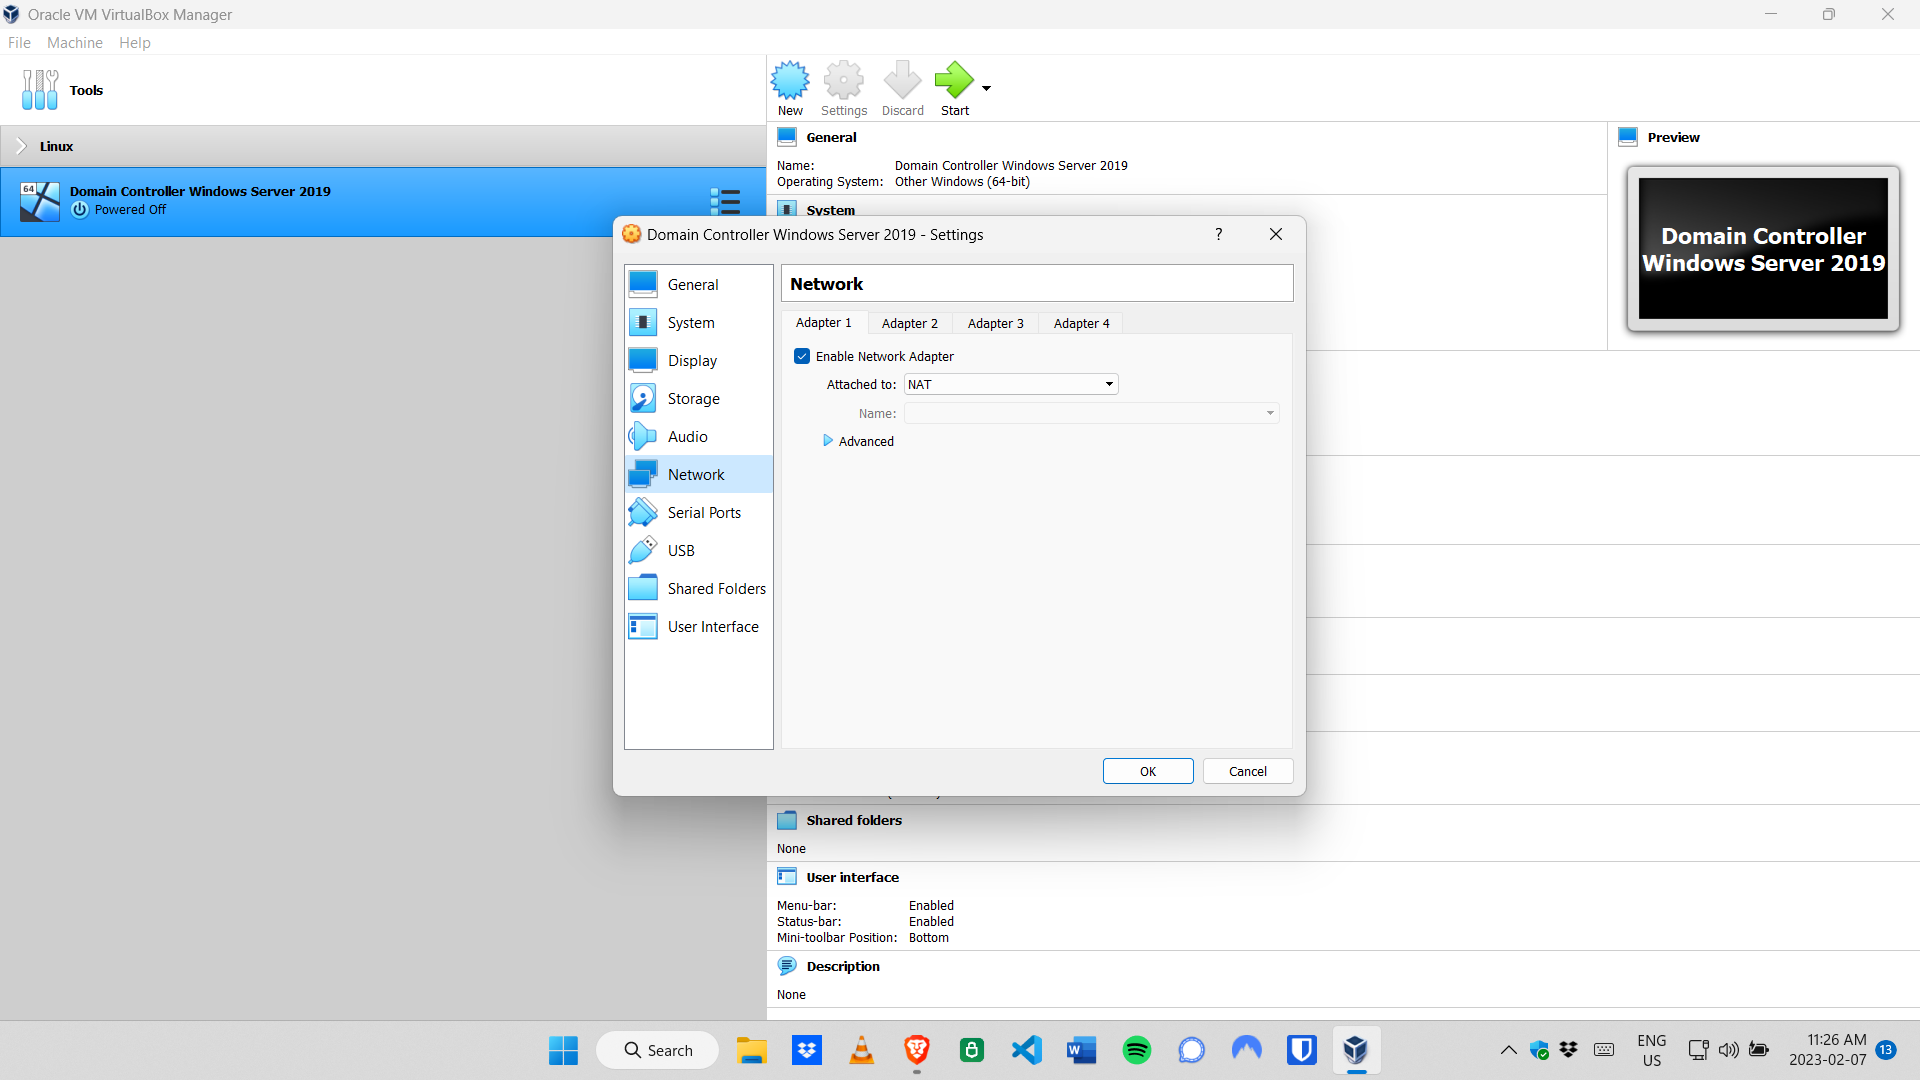 Oracle VM VirtualBox Manager
File Machine Help
Tools
New Settings Discard Start
Linux
64
Domain Controller Windows Server 2019
Powered Off
General
Name: Domain Controller Windows Server 2019
Operating System: Other Windows (64-bit)
System
Preview
Domain Controller
Windows Server 2019
Domain Controller Windows Server 2019 - Settings
?
General
System
Display
Storage
Audio
Network
Serial Ports
USB
Shared Folders
User Interface
Network
Adapter 1 Adapter 2 Adapter 3 Adapter 4
Enable Network Adapter
Attached to: NAT
Name:
Advanced
OK Cancel
Shared folders
None
User interface
Menu-bar: Enabled
Status-bar: Enabled
Mini-toolbar Position: Bottom
Description
None
Search
ENG
US
11:26 AM
2023-02-07
13